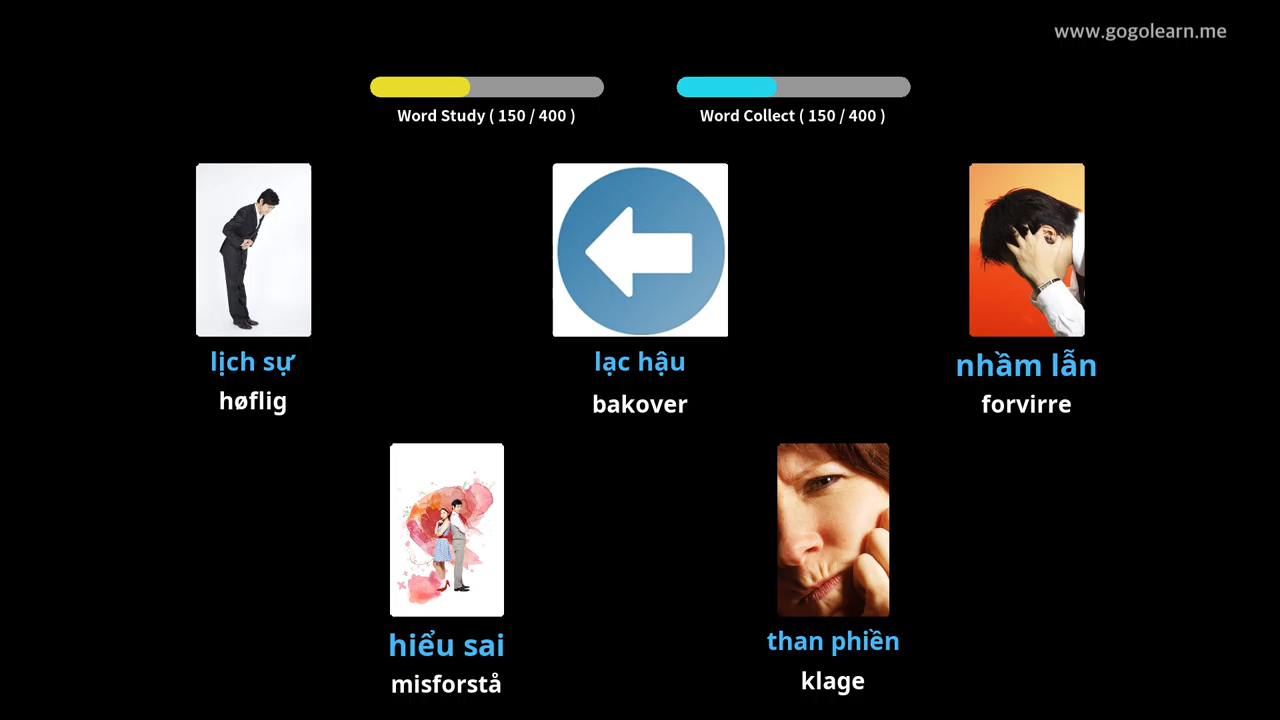 www.gogolearn.me
Word Study ( 150 / 400 )
Word Collect ( 150 / 400 )
lịch sự
høflig
lạc hậu
bakover
nhầm lẫn
forvirre
hiểu sai
misforstå
than phiền
klage